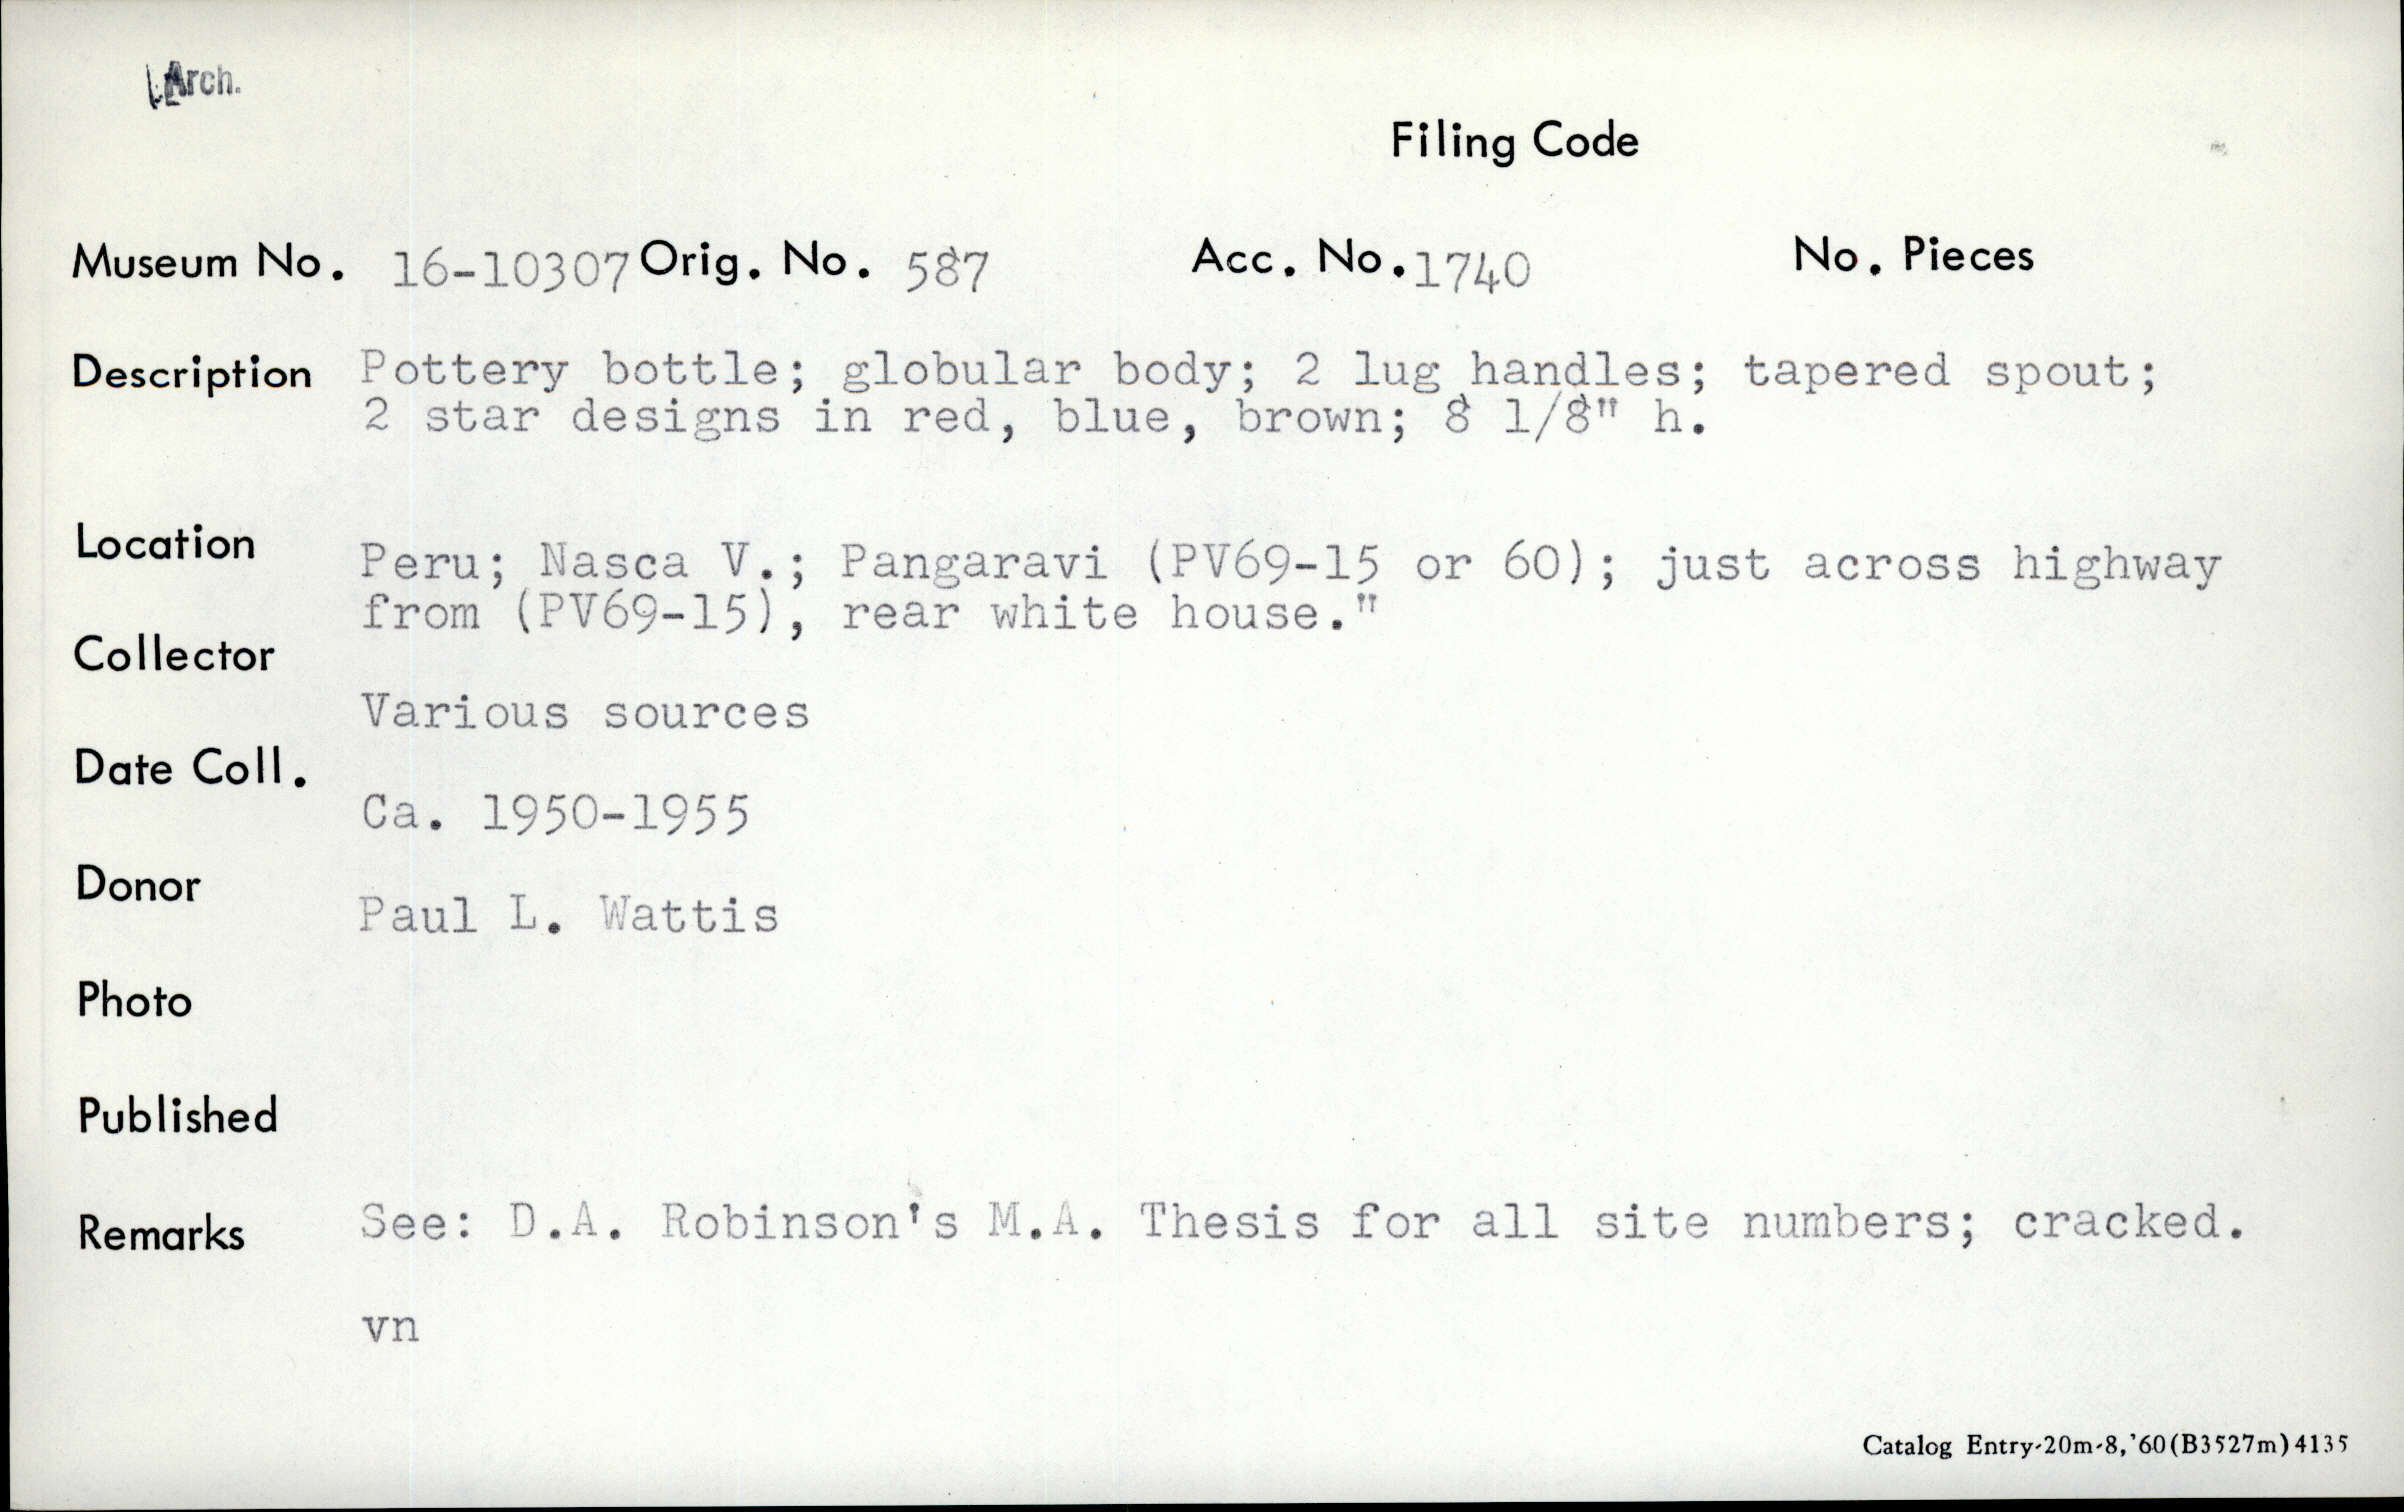 Arch.
Filing Code
Museum No. 16-10307 Orig. No. 587 Acc. No. 1740 No. Pieces
Description Pottery bottle; globular body; 2 lug handles; tapered spout;
2 star designs in red, blue, brown; 8 1/8" h.
Location
Peru; Nasca V.; Pangaravi (PV69-15 or 60); just across highway
from (PV69-15), rear white house."
Collector
Various sources
Date Coll.
Ca. 1950-1955
Donor
Paul L. Wattis
Photo
Published
Remarks See: D.A. Robinson's M.A. Thesis for all site numbers; cracked.
vn
Catalog Entry-20m-8,'60(B3527m)4135